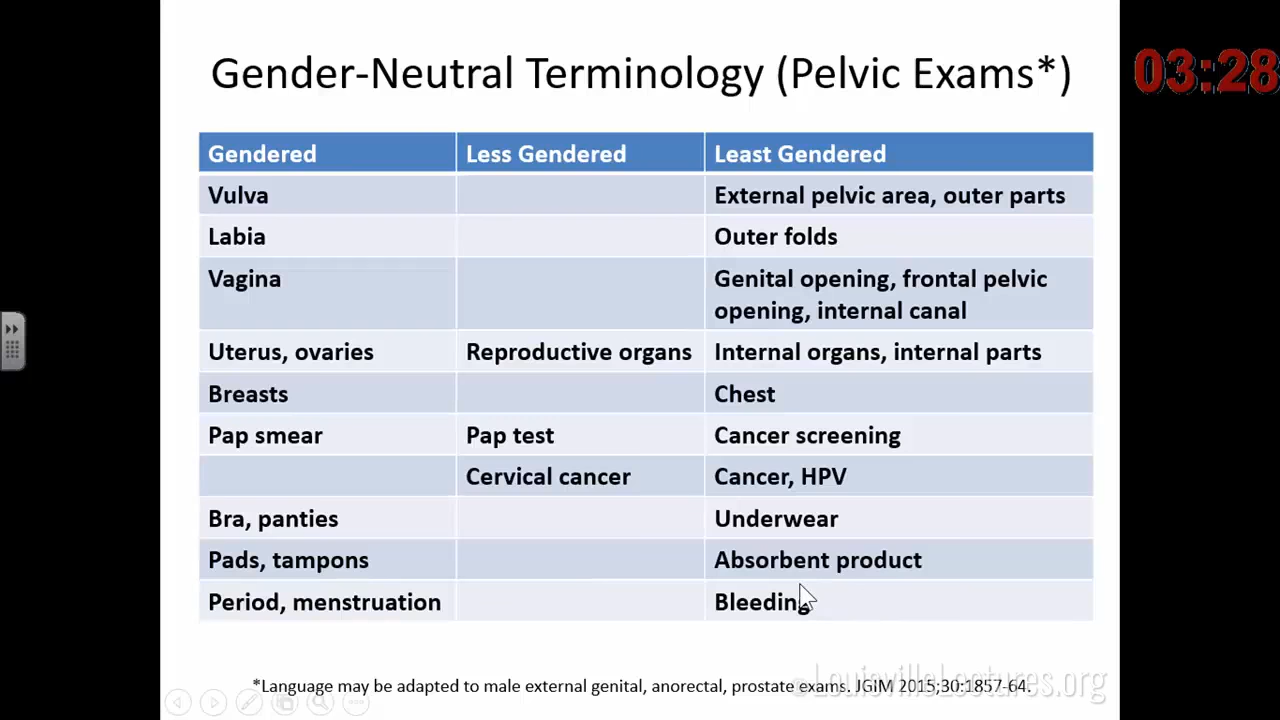 Gender-Neutral Terminology (Pelvic Exams*)
03:28
Gendered Less Gendered Least Gendered
Vulva External pelvic area, outer parts
Labia Outer folds
Vagina Genital opening, frontal pelvic
opening, internal canal
Uterus, ovaries Reproductive organs Internal organs, internal parts
Breasts Chest
Pap smear Pap test Cancer screening
Cervical cancer Cancer, HPV
Bra, panties Underwear
Pads, tampons Absorbent product
Period, menstruation Bleeding
*Language may be adapted to male external genital, anorectal, prostate exams. JGIM 2015;30:1857-64.
LouisvilleLectures.org